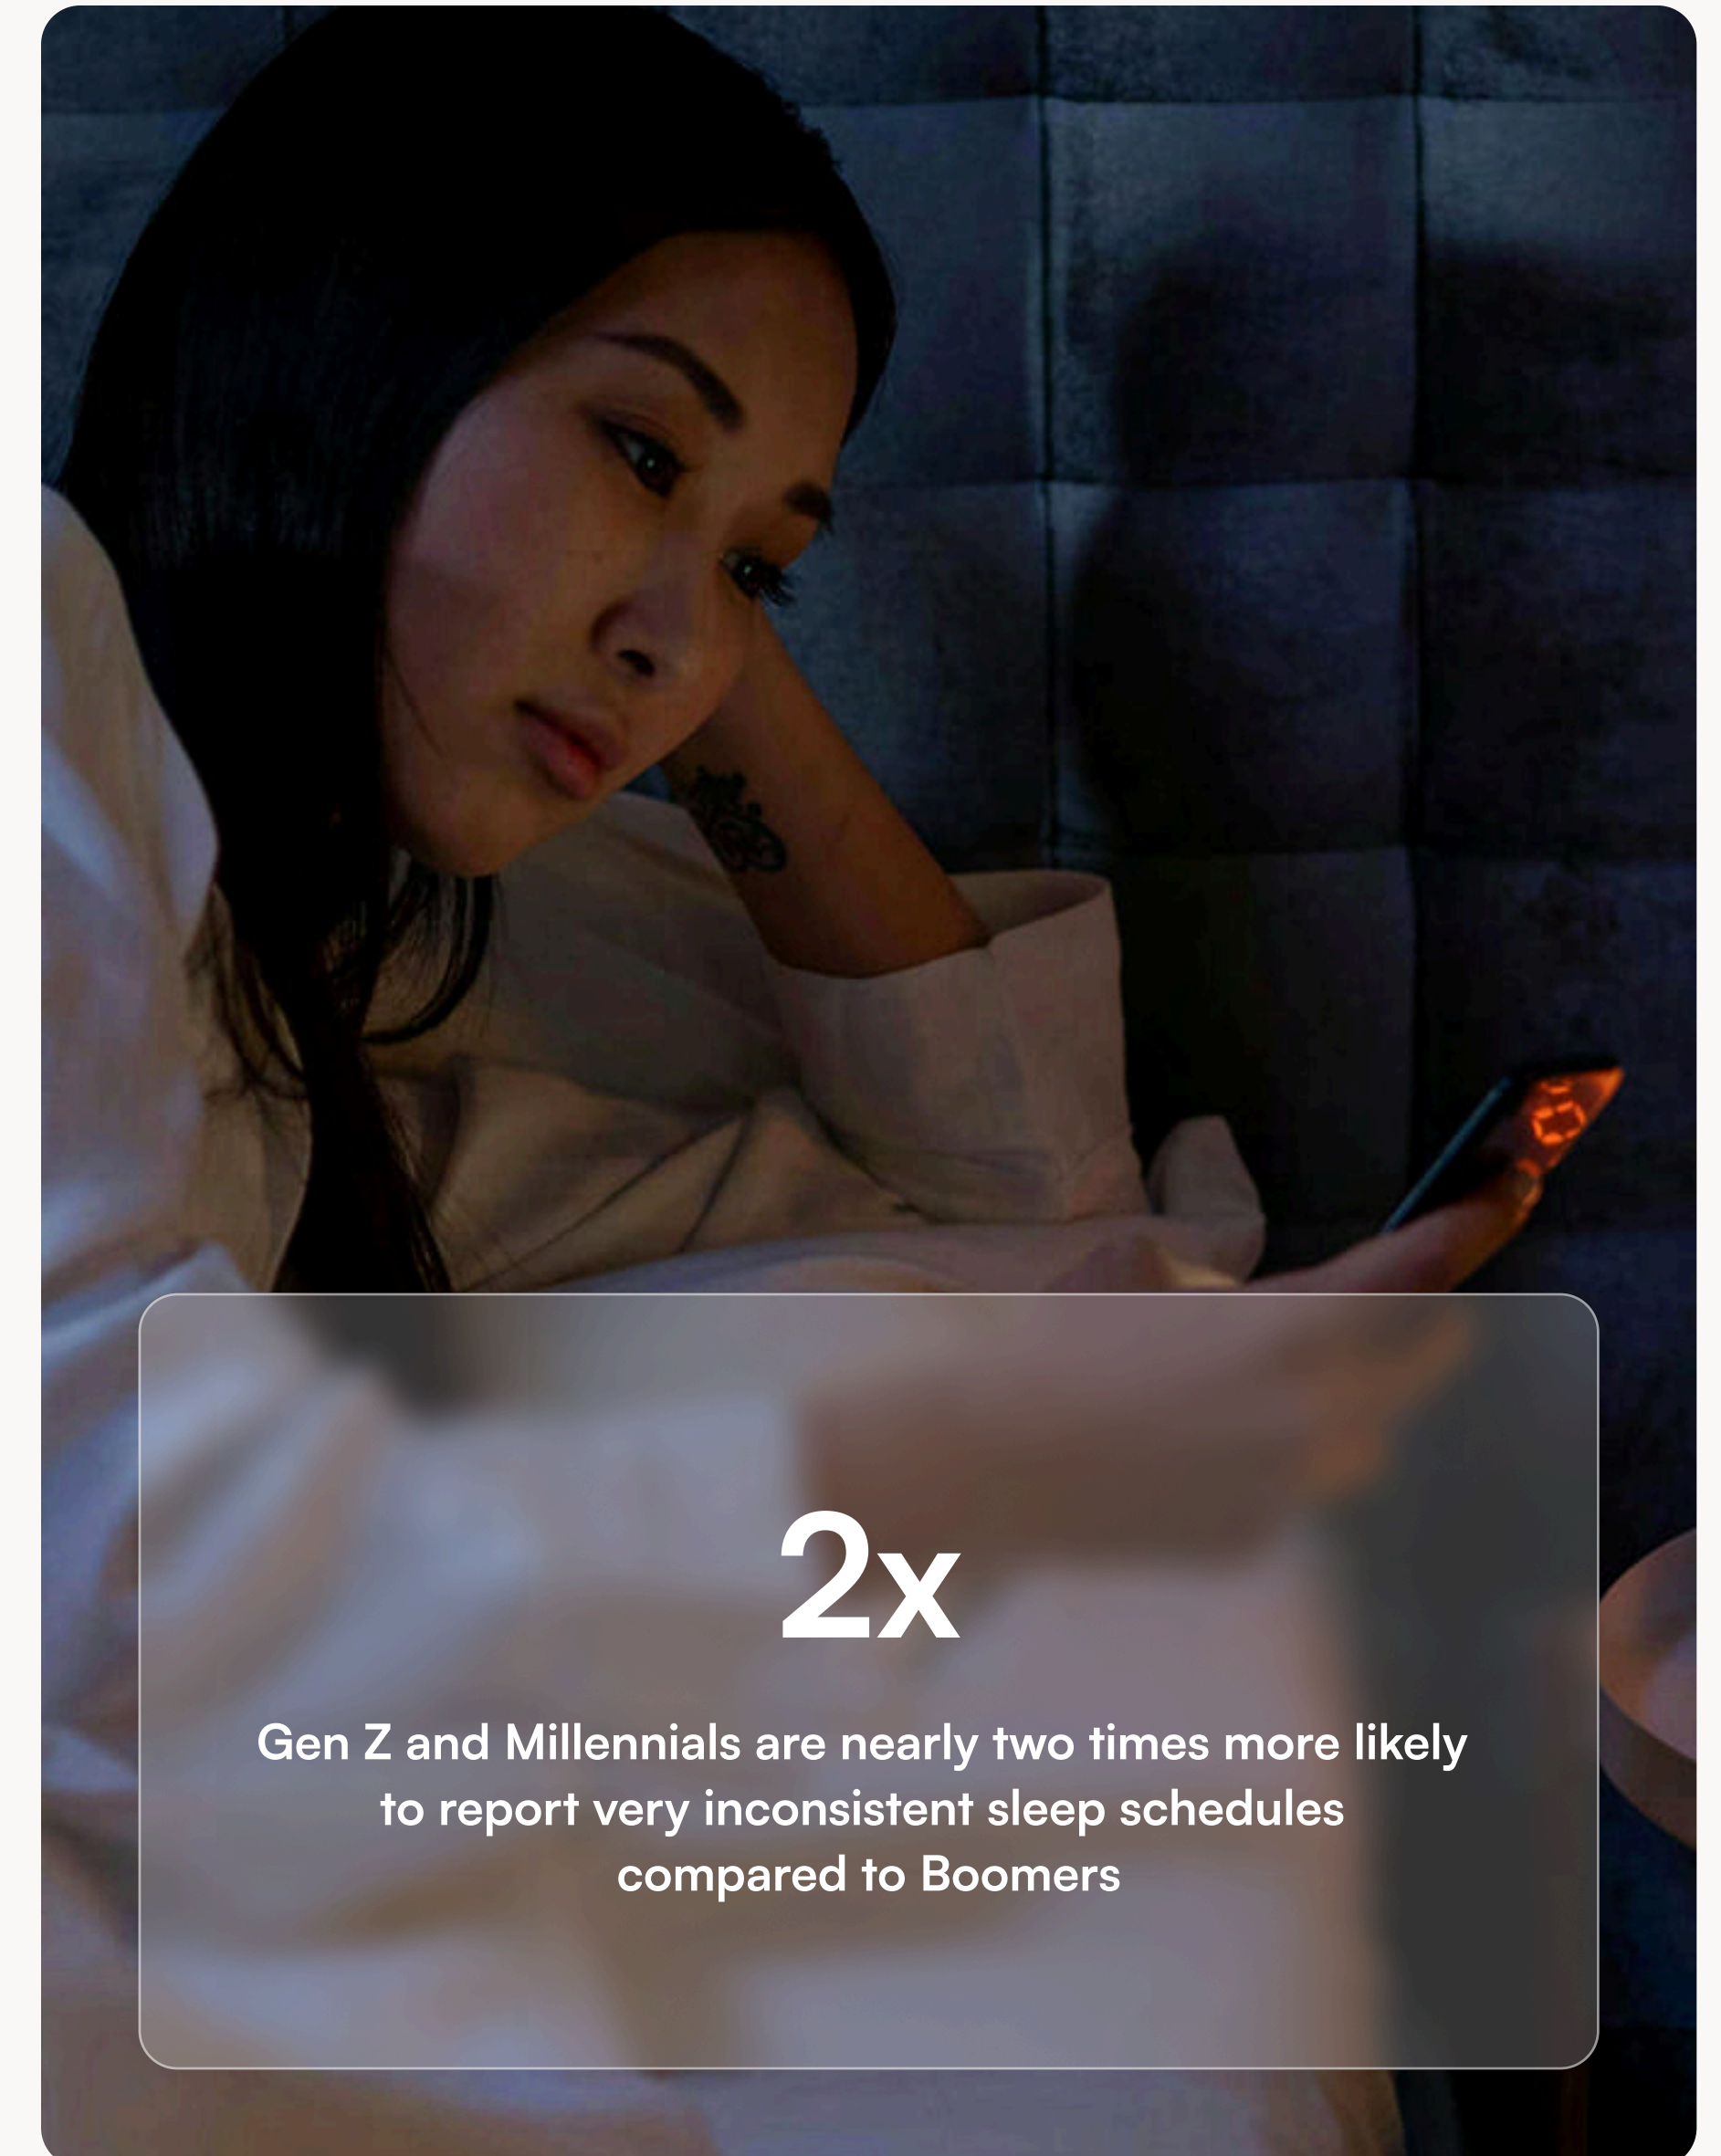 2x
Gen Z and Millennials are nearly two times more likely
to report very inconsistent sleep schedules
compared to Boomers